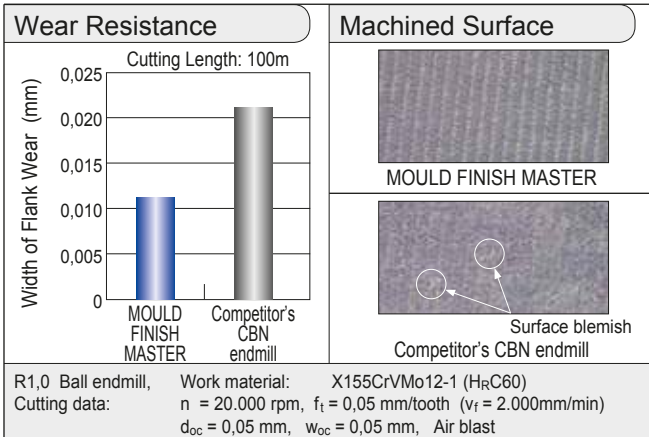 Wear Resistance
Cutting Length: 100m
Width of Flank Wear (mm)
0,025
0,020
0,015
0,010
0,005
0
MOULD
FINISH
MASTER
Competitor's
CBN
endmill
Machined Surface
MOULD FINISH MASTER
Surface blemish
Competitor's CBN endmill
R1,0 Ball endmill, Work material: X155CrVMo12-1 (HRC60)
Cutting data: n = 20.000 rpm, ft = 0,05 mm/tooth (vf = 2.000mm/min)
doc = 0,05 mm, woc = 0,05 mm, Air blast